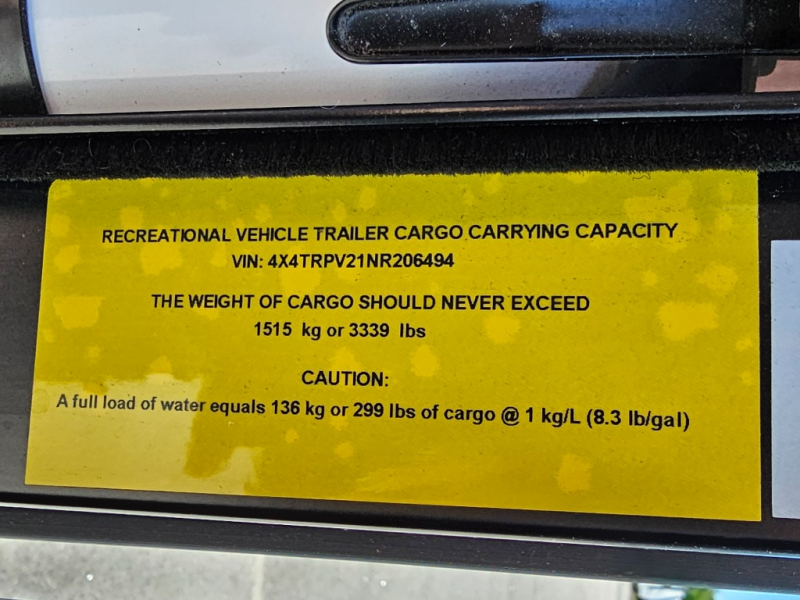 RECREATIONAL VEHICLE TRAILER CARGO CARRYING CAPACITY
VIN: 4X4TRPV21NR206494
THE WEIGHT OF CARGO SHOULD NEVER EXCEED
1515 kg or 3339 lbs
CAUTION:
A full load of water equals 136 kg or 299 lbs of cargo @ 1 kg/L (8.3 lb/gal)